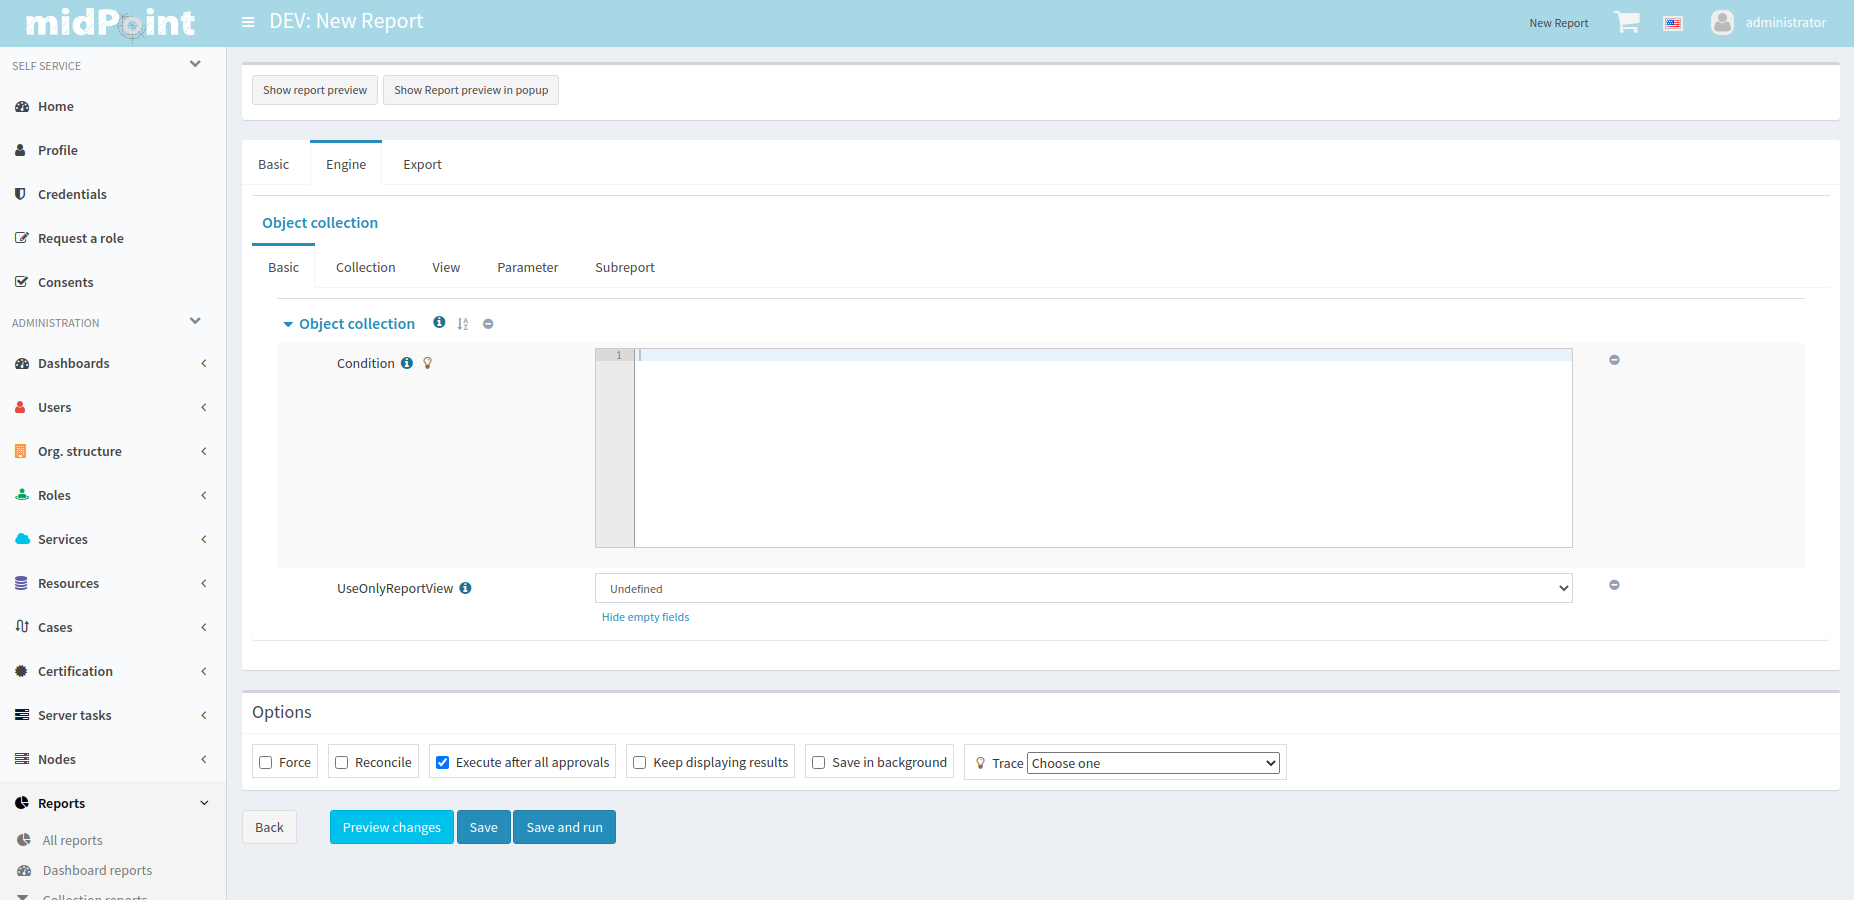 midPoint
DEV: New Report
New Report
administrator
SELF SERVICE
Home
Profile
Credentials
Request a role
Consents
ADMINISTRATION
Dashboards
Users
Org. structure
Roles
Services
Resources
Cases
Certification
Server tasks
Nodes
Reports
All reports
Dashboard reports
Collection reports
Show report preview
Show Report preview in popup
Basic
Engine
Export
Object collection
Basic
Collection
View
Parameter
Subreport
Object collection
Condition
1
UseOnlyReportView
Undefined
Hide empty fields
Options
Force
Reconcile
Execute after all approvals
Keep displaying results
Save in background
Trace
Choose one
Back
Preview changes
Save
Save and run